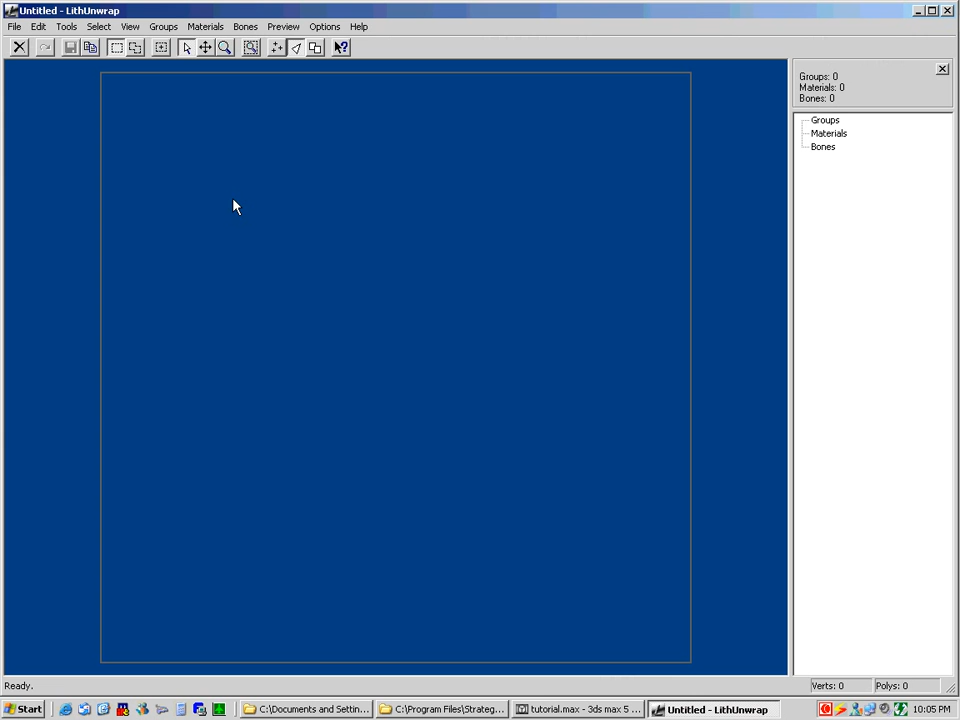 Untitled - LithUnwrap
File Edit Tools Select View Groups Materials Bones Preview Options Help
Groups: 0
Materials: 0
Bones: 0
Groups
Materials
Bones
Ready.
Verts: 0 Polys: 0
Start C:\Documents and Settin... C:\Program Files\Strateg... tutorial.max - 3ds max 5 ... Untitled - LithUnwrap 10:05 PM